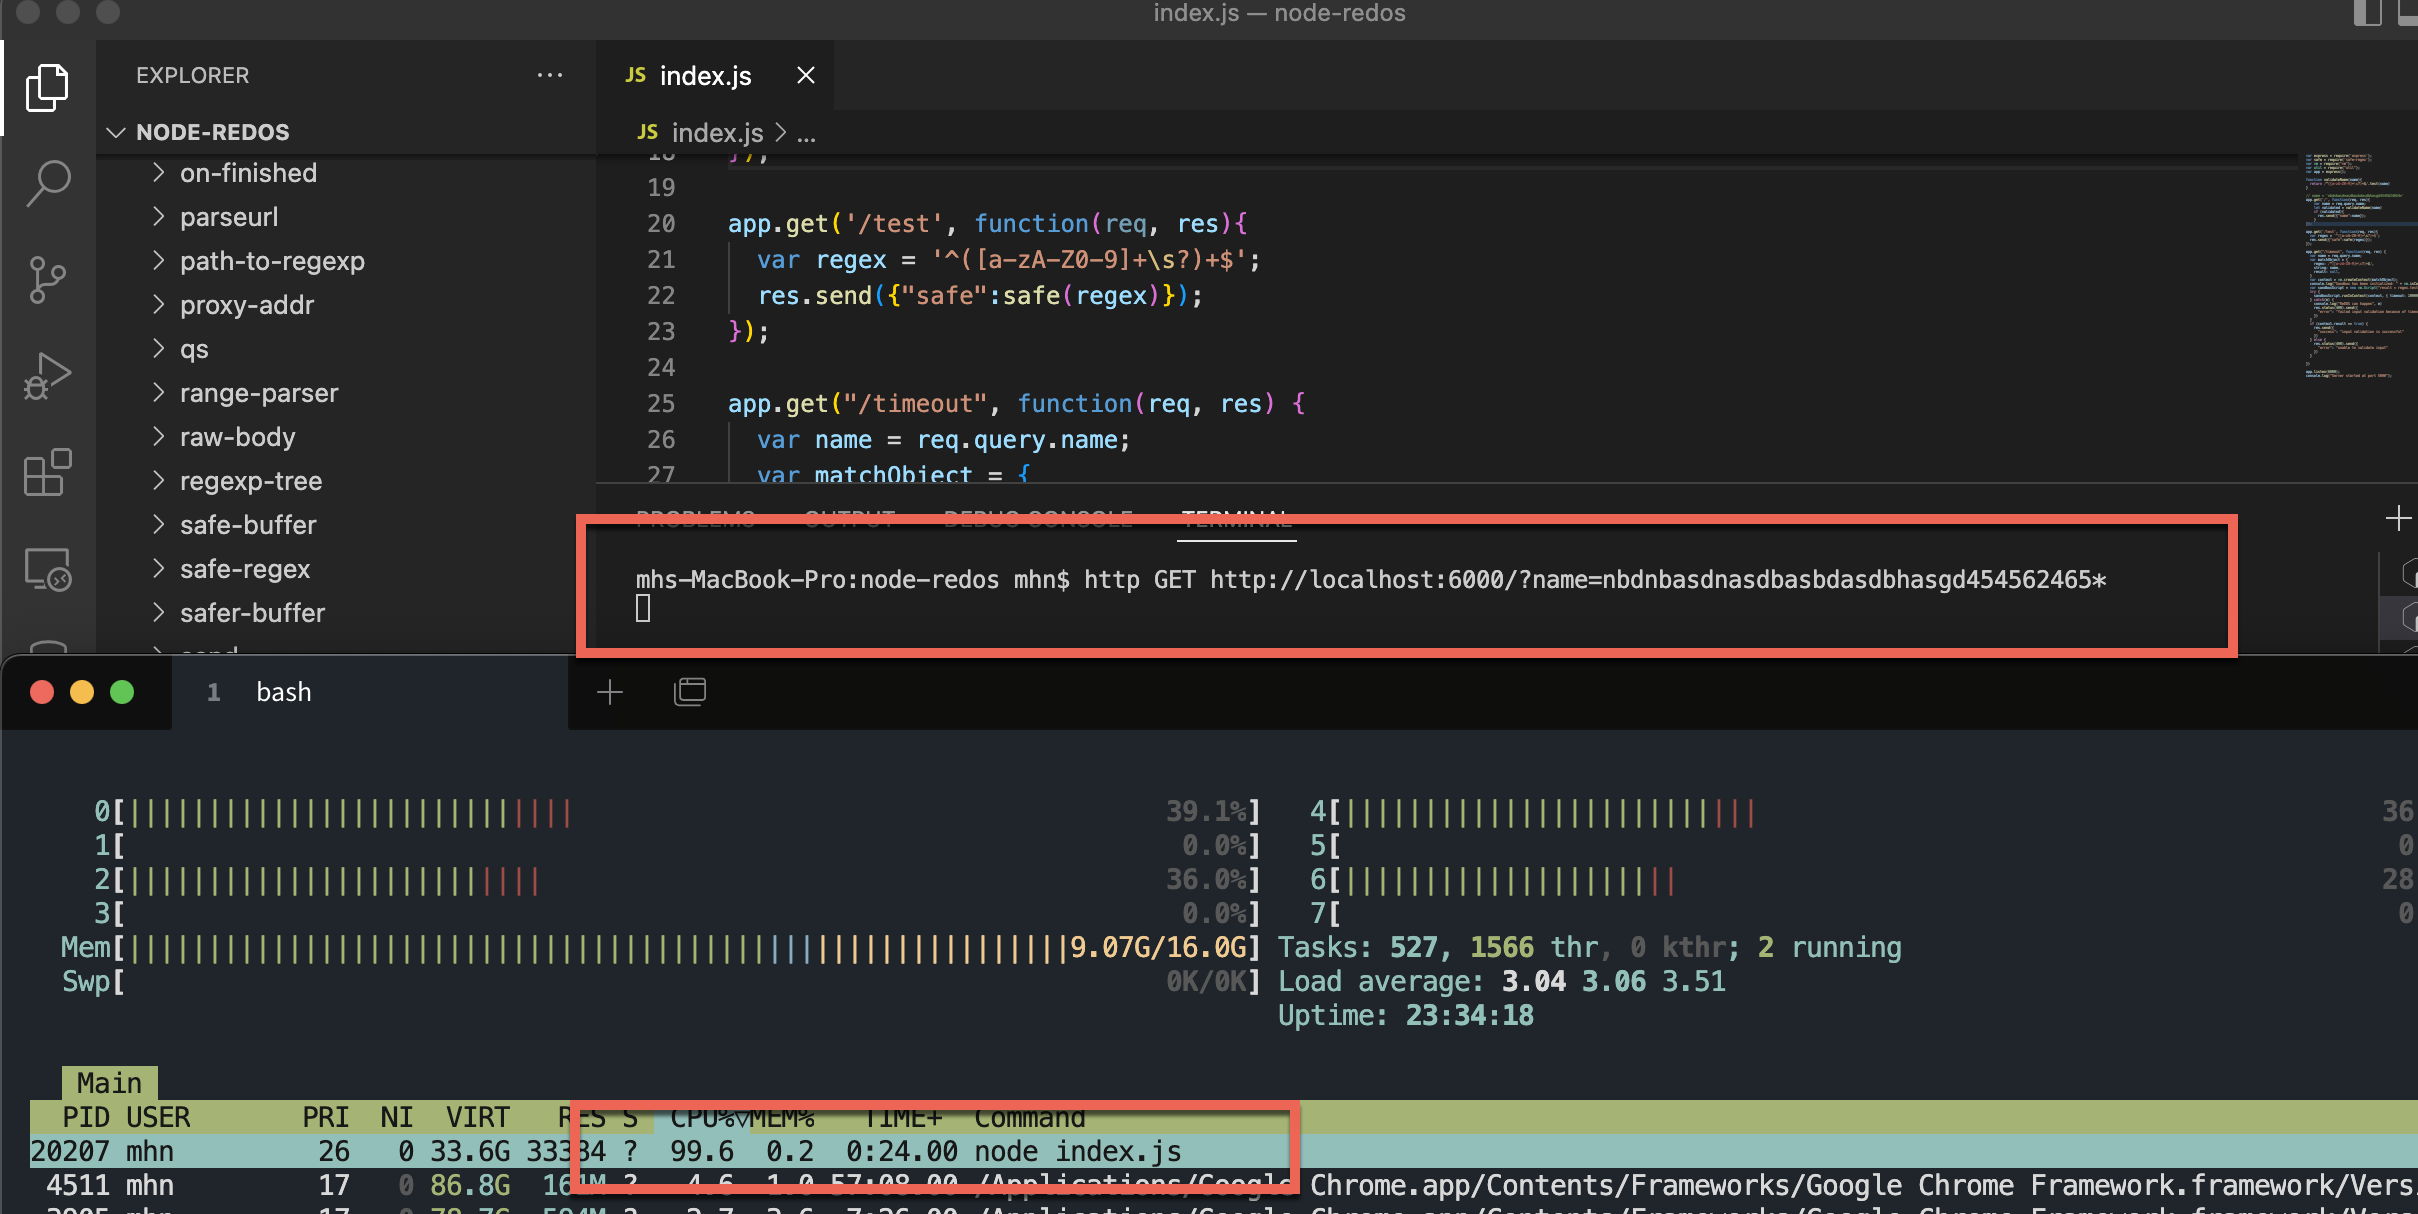 index.js — node-redos
EXPLORER
JS index.js
NODE-REDOS
JS index.js > ...
on-finished
parseurl
path-to-regexp
proxy-addr
qs
range-parser
raw-body
regexp-tree
safe-buffer
safe-regex
safer-buffer
send
18 });
19
20 app.get('/test', function(req, res){
21 var regex = '^([a-zA-Z0-9]+\s?)+$';
22 res.send({"safe":safe(regex)});
23 });
24
25 app.get("/timeout", function(req, res) {
26 var name = req.query.name;
27 var matchObject = {
PROBLEMS OUTPUT DEBUG CONSOLE TERMINAL
mhs-MacBook-Pro:node-redos mhn$ http GET http://localhost:6000/?name=nbdnbasdnasdbasbdasdbhasgd454562465*
1 bash
0[ 39.1%] 4[ 36
1[ 0.0%] 5[ 0
2[ 36.0%] 6[ 28
3[ 0.0%] 7[ 0
Mem[ 9.07G/16.0G] Tasks: 527, 1566 thr, 0 kthr; 2 running
Swp[ 0K/0K] Load average: 3.04 3.06 3.51
Uptime: 23:34:18
Main
PID USER PRI NI VIRT RES S CPU%▽MEM% TIME+ Command
20207 mhn 26 0 33.6G 33384 ? 99.6 0.2 0:24.00 node index.js
4511 mhn 17 0 86.8G 161M ? 4.6 1.0 57:08.00 /Applications/Google Chrome.app/Contents/Frameworks/Google Chrome Framework.framework/Vers